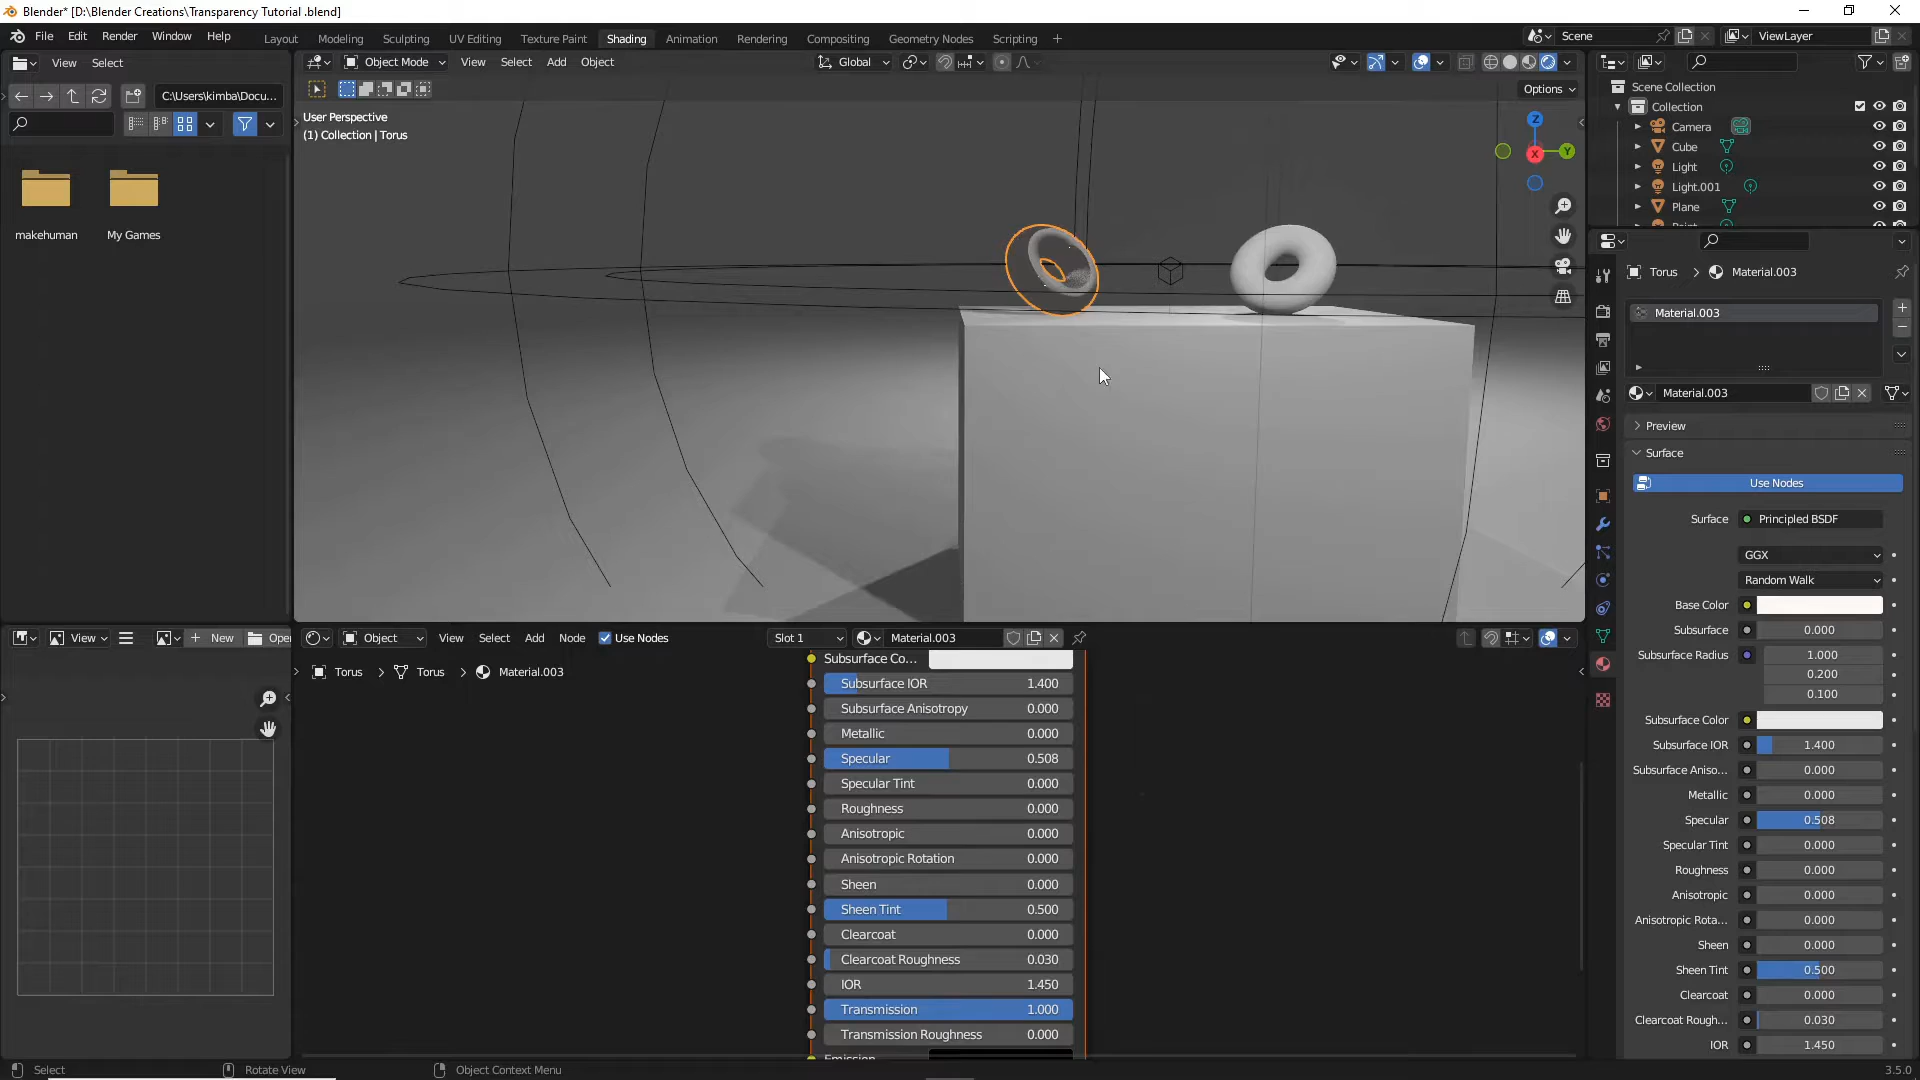 Blender* [D:\Blender Creations\Transparency Tutorial .blend]
File Edit Render Window Help
Layout Modeling Sculpting UV Editing Texture Paint Shading Animation Rendering Compositing Geometry Nodes Scripting
Scene
ViewLayer
View Select
Object Mode View Select Add Object
Global
C:\Users\kimba\Docu...
Options
User Perspective
(1) Collection | Torus
Z
Y
X
makehuman
My Games
Scene Collection
Collection
Camera
Cube
Light
Light.001
Plane
Torus > Material.003
Material.003
Material.003
Preview
Surface
Use Nodes
Surface Principled BSDF
GGX
Random Walk
Base Color
Subsurface 0.000
Subsurface Radius 1.000
0.200
0.100
Subsurface Color
Subsurface IOR 1.400
Subsurface Aniso... 0.000
Metallic 0.000
Specular 0.508
Specular Tint 0.000
Roughness 0.000
Anisotropic 0.000
Anisotropic Rota... 0.000
Sheen 0.000
Sheen Tint 0.500
Clearcoat 0.000
Clearcoat Rough... 0.030
IOR 1.450
View
New
Open
Object View Select Add Node Use Nodes
Slot 1
Material.003
Torus > Torus > Material.003
Subsurface Co...
Subsurface IOR 1.400
Subsurface Anisotropy 0.000
Metallic 0.000
Specular 0.508
Specular Tint 0.000
Roughness 0.000
Anisotropic 0.000
Anisotropic Rotation 0.000
Sheen 0.000
Sheen Tint 0.500
Clearcoat 0.000
Clearcoat Roughness 0.030
IOR 1.450
Transmission 1.000
Transmission Roughness 0.000
Emission
Select
Rotate View
Object Context Menu
3.5.0